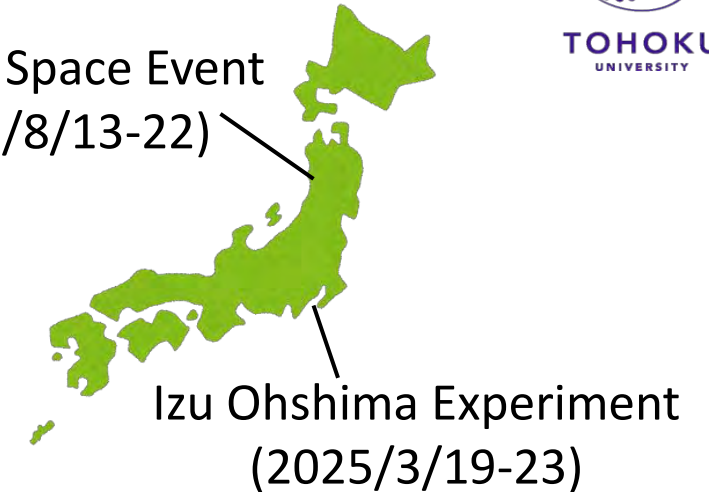 Space Event
/8/13-22)
TOHOKU
UNIVERSITY
Izu Ohshima Experiment
(2025/3/19-23)